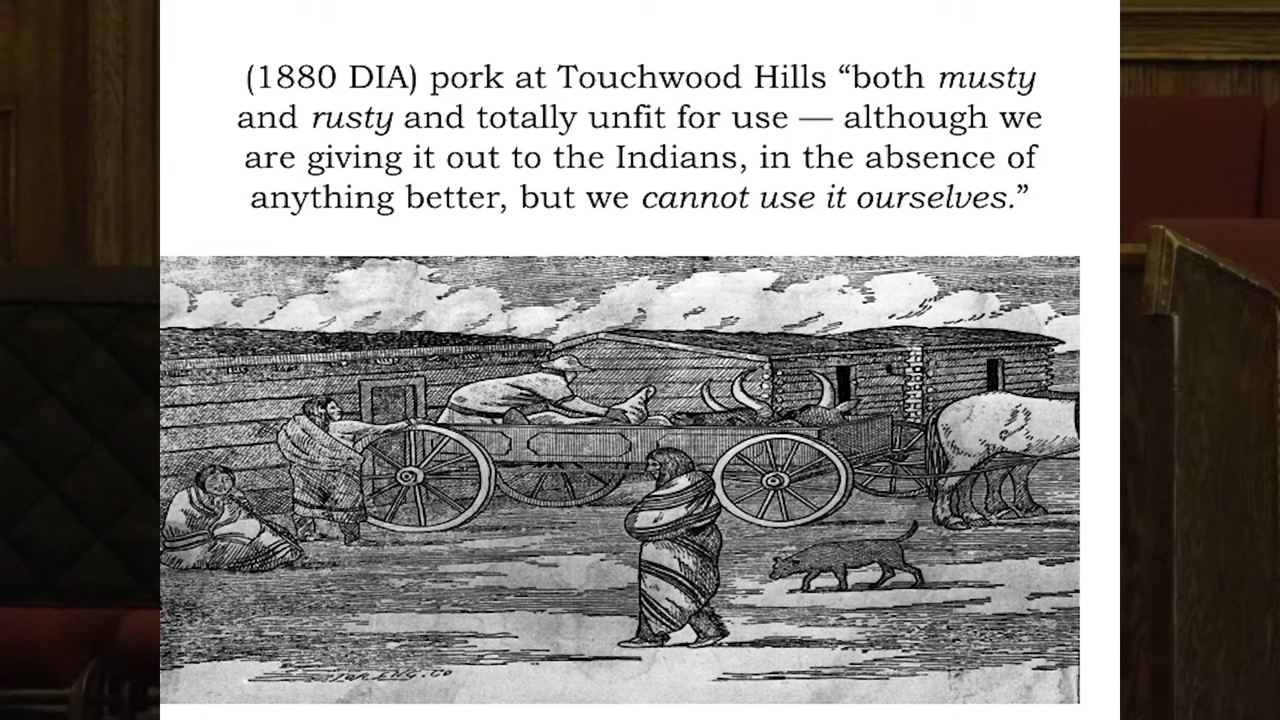 (1880 DIA) pork at Touchwood Hills “both musty
and rusty and totally unfit for use — although we
are giving it out to the Indians, in the absence of
anything better, but we cannot use it ourselves.”